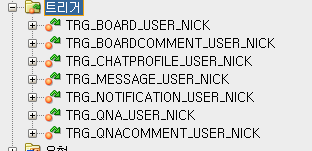 트리거
TRG_BOARD_USER_NICK
TRG_BOARDCOMMENT_USER_NICK
TRG_CHATPROFILE_USER_NICK
TRG_MESSAGE_USER_NICK
TRG_NOTIFICATION_USER_NICK
TRG_QNA_USER_NICK
TRG_QNACOMMENT_USER_NICK